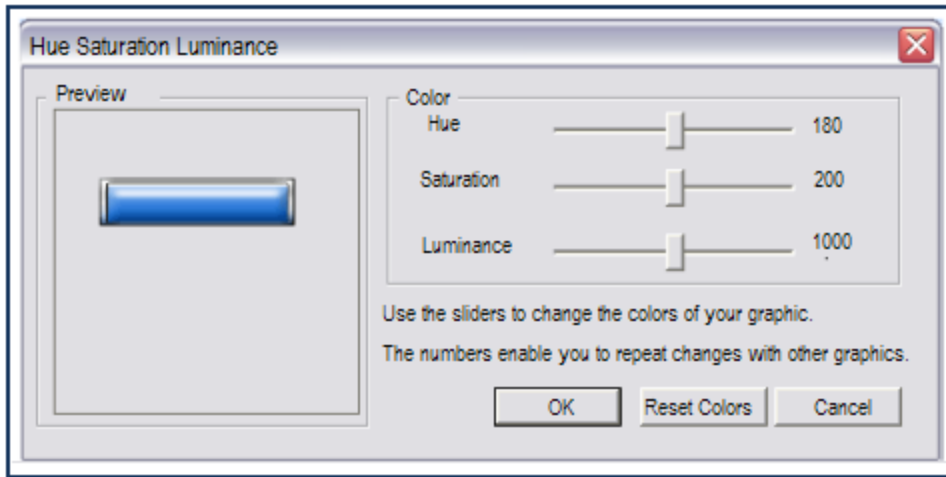 Hue Saturation Luminance
Preview
Color
Hue 180
Saturation 200
Luminance 1000
Use the sliders to change the colors of your graphic.
The numbers enable you to repeat changes with other graphics.
OK Reset Colors Cancel